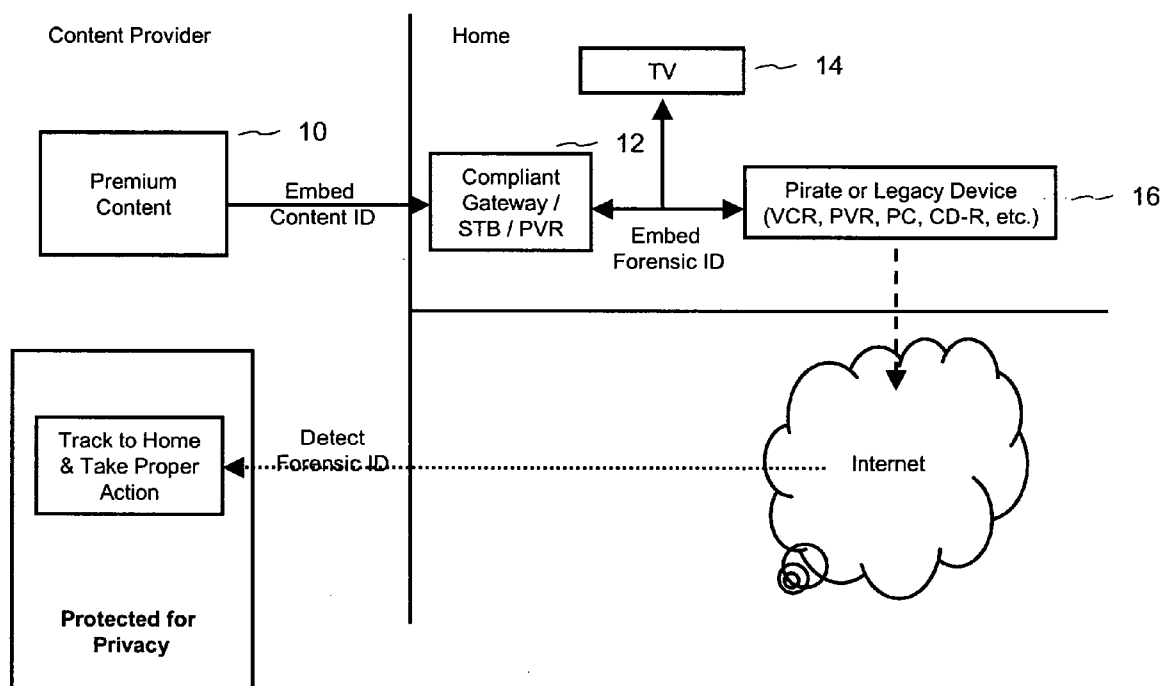 Content Provider
Home
TV
14
10
12
Premium
Content
Embed
Content ID
Compliant
Gateway /
STB / PVR
Embed
Forensic ID
Pirate or Legacy Device
(VCR, PVR, PC, CD-R, etc.)
16
Track to Home
& Take Proper
Action
Detect
Forensic ID
Internet
Protected for
Privacy